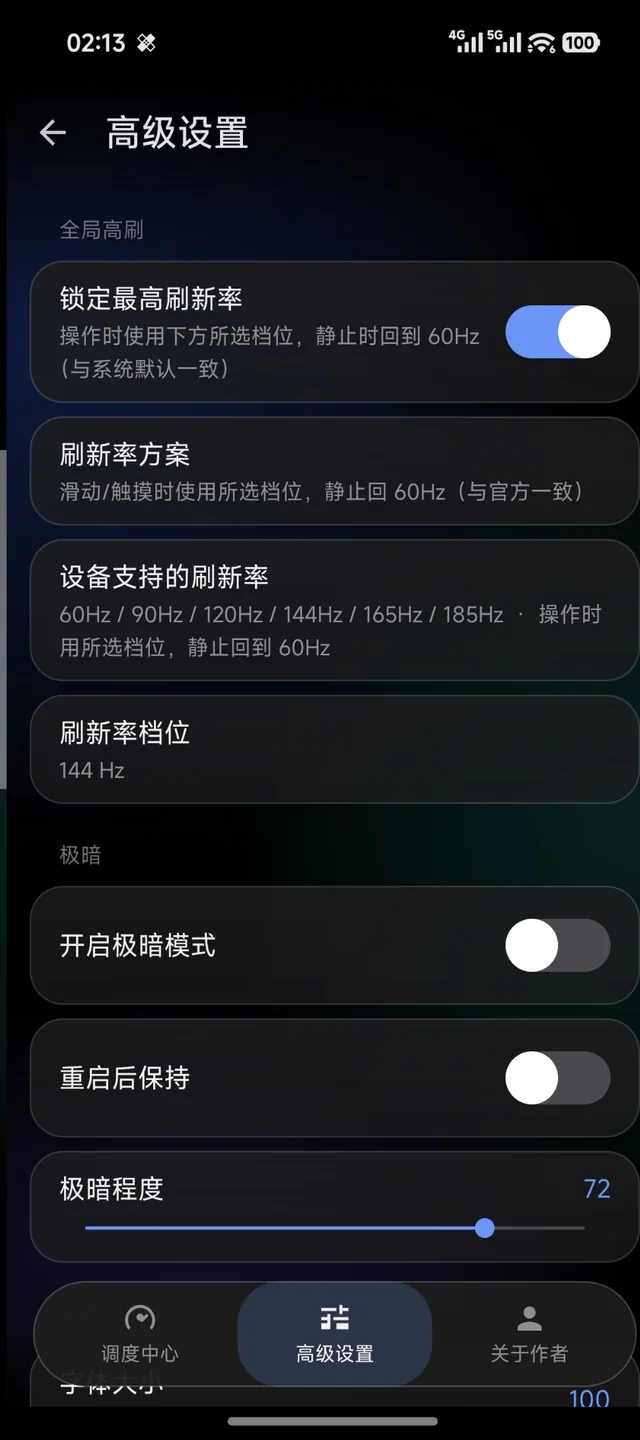 02:13
4G 5G 6 100
高级设置
全局高刷
锁定最高刷新率
操作时使用下方所选档位，静止时回到 60Hz
（与系统默认一致）
刷新率方案
滑动/触摸时使用所选档位，静止回 60Hz（与官方一致）
设备支持的刷新率
60Hz / 90Hz / 120Hz / 144Hz / 165Hz / 185Hz · 操作时
用所选档位，静止回到 60Hz
刷新率档位
144 Hz
极暗
开启极暗模式
重启后保持
极暗程度
72
调度中心
高级设置
关于作者
字体大小
100